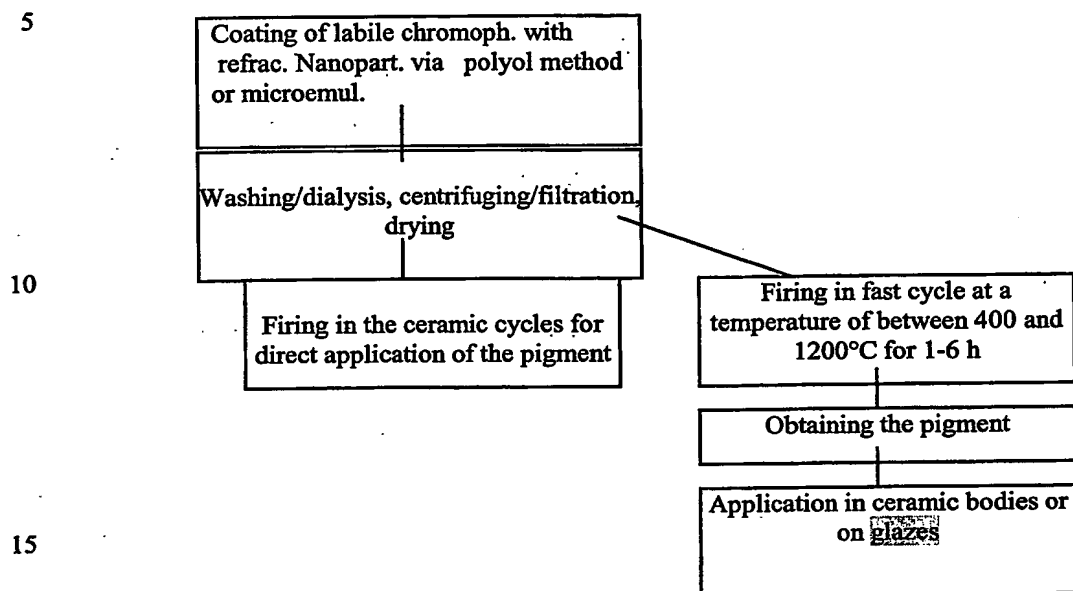 5
Coating of labile chromoph. with
refrac. Nanopart. via polyol method
or microemul.
Washing/dialysis, centrifuging/filtration,
drying
10
Firing in the ceramic cycles for
direct application of the pigment
Firing in fast cycle at a
temperature of between 400 and
1200°C for 1-6 h
Obtaining the pigment
Application in ceramic bodies or
on glazes
15